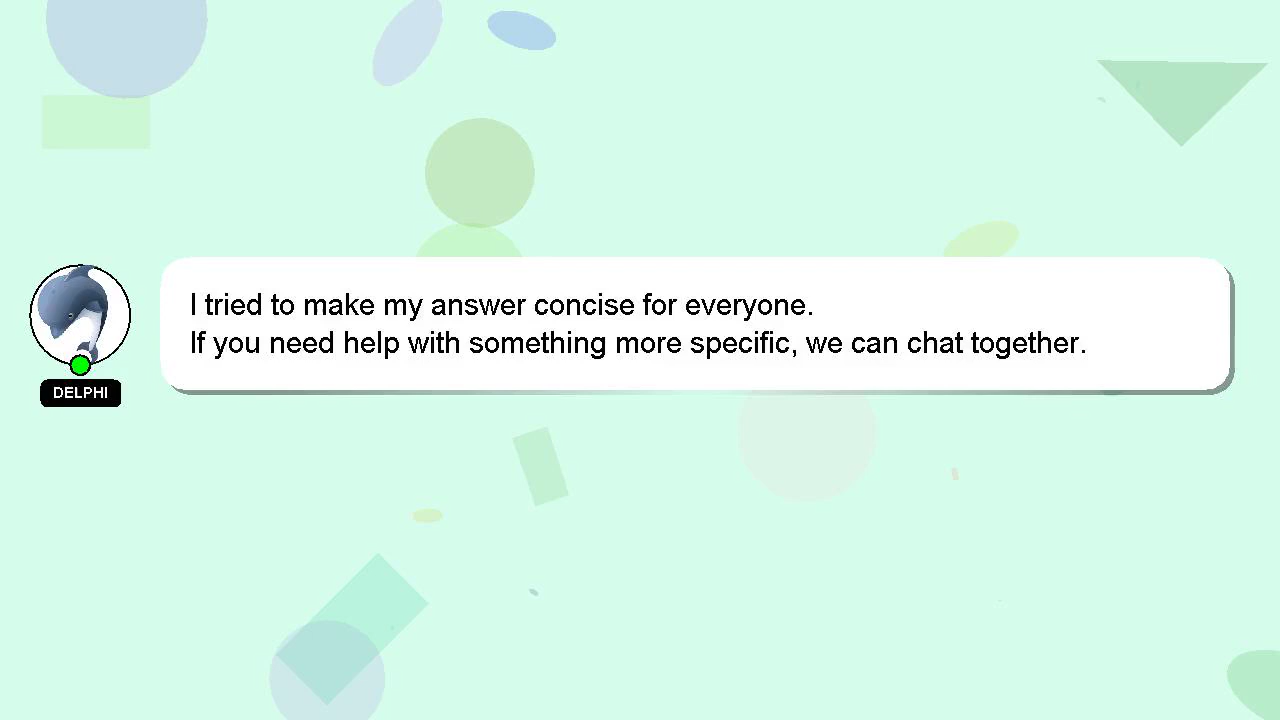 I tried to make my answer concise for everyone.
If you need help with something more specific, we can chat together.
DELPHI